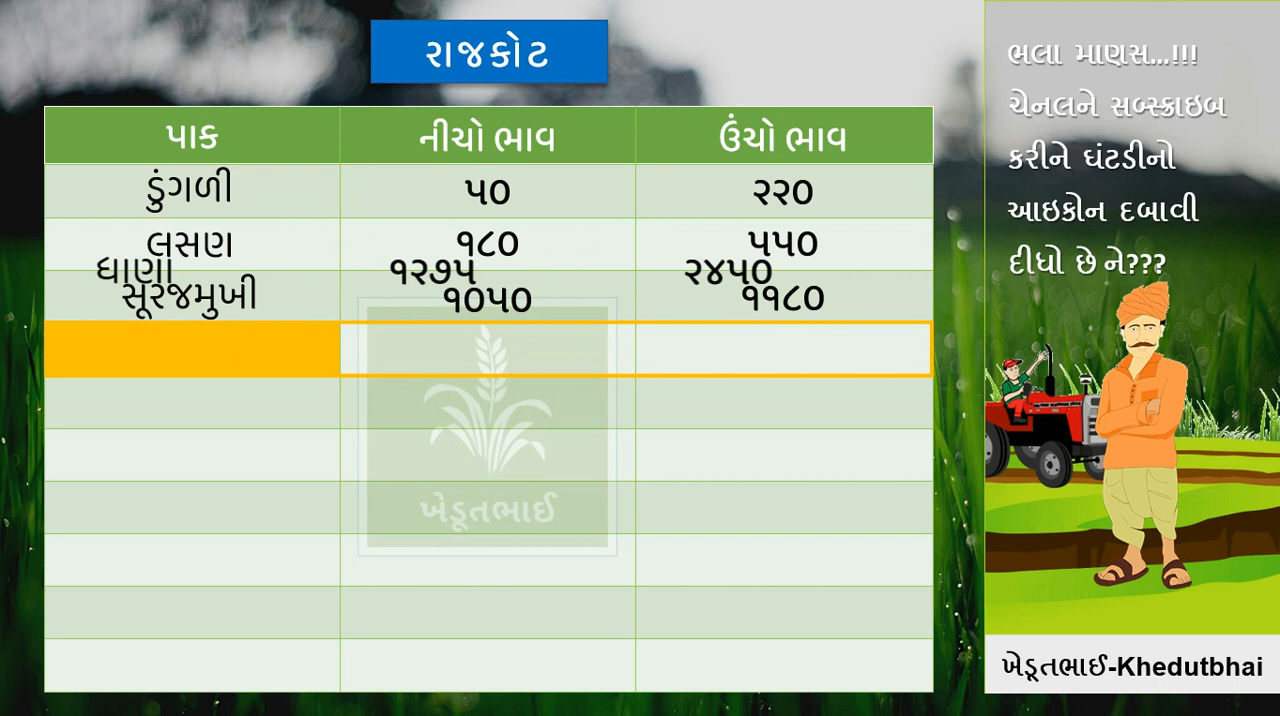 રાજકોટ
પાક નીચો ભાવ ઉંચો ભાવ
ડુંગળી ૫૦ ૨૨૦
લસણ ૧૮૦ ૫૫૦
ધાણા ૧૨૭૫ ૨૪૫૦
સૂરજમુખી ૧૦૫૦ ૧૧૮૦
ખેડૂતભાઈ
ભલા માણસ...!!!
ચેનલને સબ્સ્ક્રાઇબ
કરીને ઘંટડીનો
આઇકોન દબાવી
દીધો છે ને???
ખેડૂતભાઈ-Khedutbhai